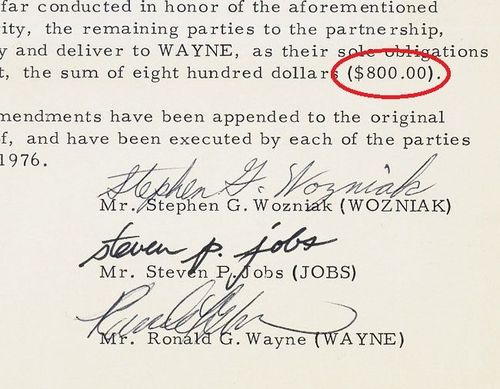 far conducted in honor of the aforementioned
ity, the remaining parties to the partnership,
y and deliver to WAYNE, as their sole obligations
t, the sum of eight hundred dollars ($800.00).
mendments have been appended to the original
of, and have been executed by each of the parties
1976.
Stephen G. Wozniak
Mr. Stephen G. Wozniak (WOZNIAK)
steven p. jobs
Mr. Steven P. Jobs (JOBS)
Mr. Ronald G. Wayne (WAYNE)